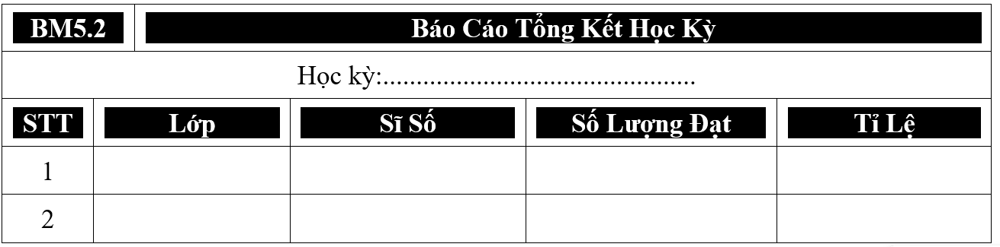 BM5.2 Báo Cáo Tổng Kết Học Kỳ
Học kỳ:...............................................
STT Lớp Sĩ Số Số Lượng Đạt Tỉ Lệ
1
2